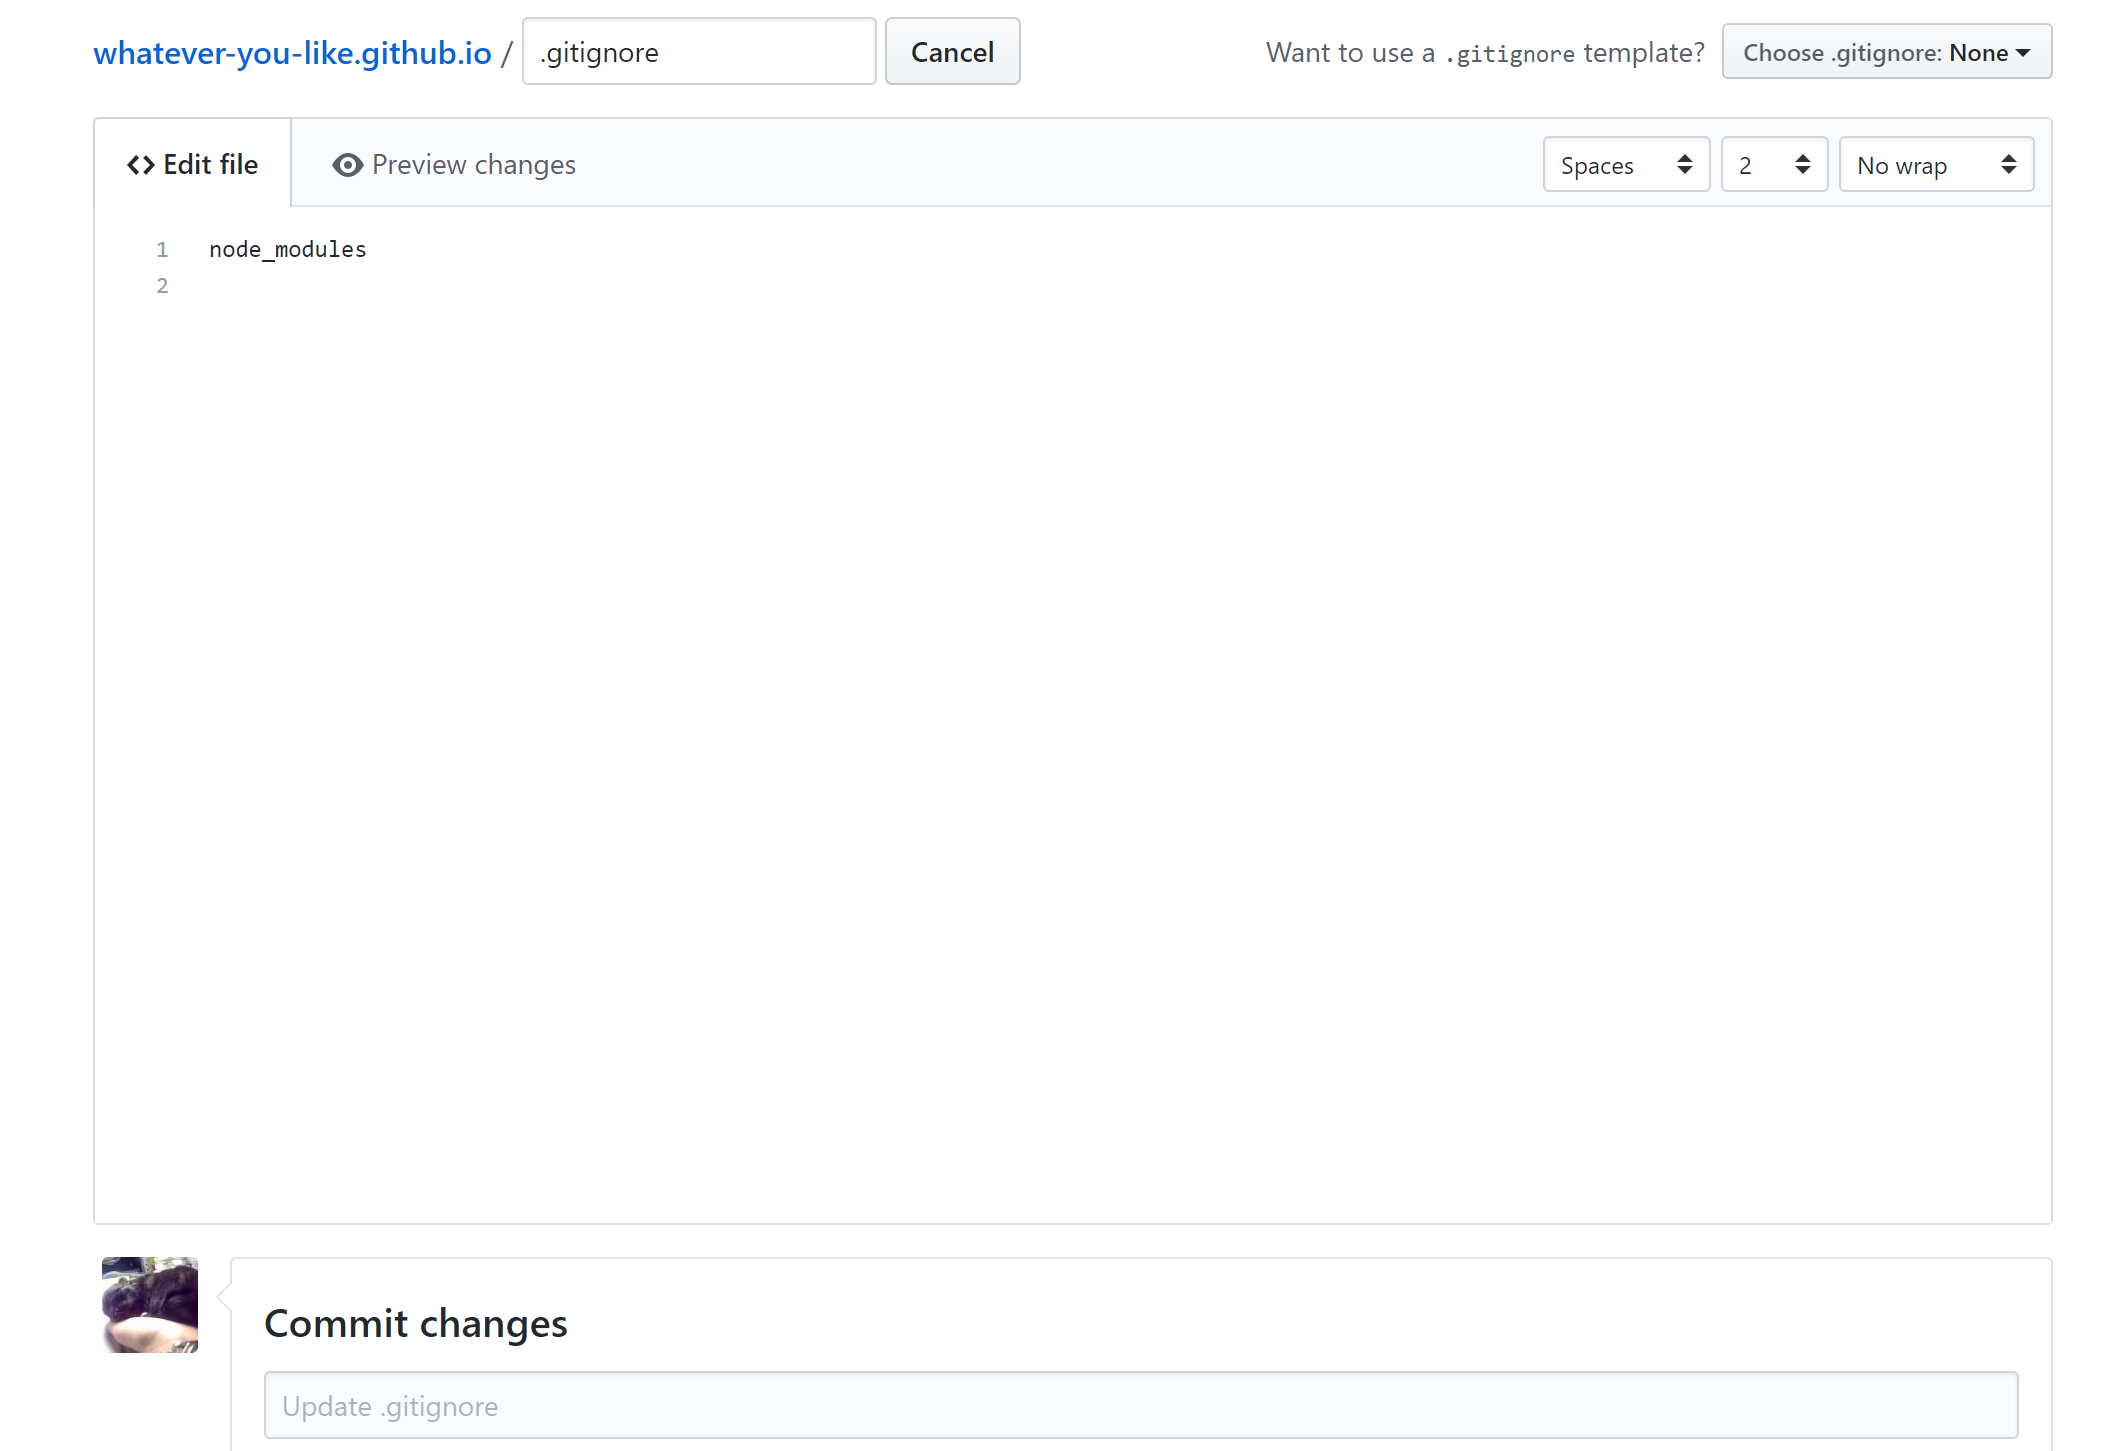 whatever-you-like.github.io / .gitignore Cancel Want to use a .gitignore template? Choose .gitignore: None
Edit file Preview changes Spaces 2 No wrap
1 node_modules
2
Commit changes
Update .gitignore